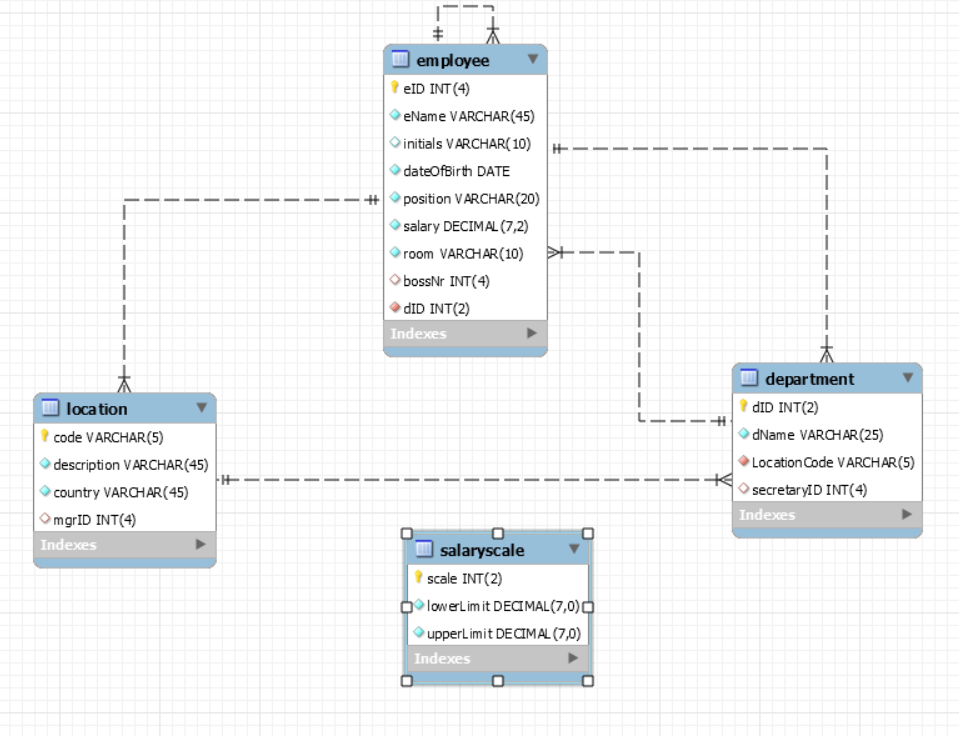 employee
eID INT(4)
eName VARCHAR(45)
initials VARCHAR(10)
dateOfBirth DATE
position VARCHAR(20)
salary DECIMAL(7,2)
room VARCHAR(10)
bossNr INT(4)
dID INT(2)
Indexes
location
code VARCHAR(5)
description VARCHAR(45)
country VARCHAR(45)
mgrID INT(4)
Indexes
department
dID INT(2)
dName VARCHAR(25)
LocationCode VARCHAR(5)
secretaryID INT(4)
Indexes
salaryscale
scale INT(2)
lowerLimit DECIMAL(7,0)
upperLimit DECIMAL(7,0)
Indexes